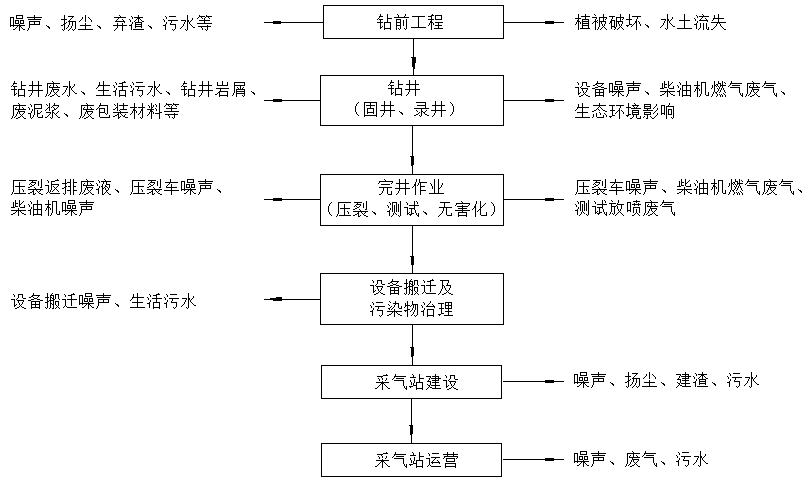 噪声、扬尘、弃渣、污水等
钻前工程
植被破坏、水土流失
钻井废水、生活污水、钻井岩屑、
废泥浆、废包装材料等
钻井
（固井、录井）
设备噪声、柴油机燃气废气、
生态环境影响
压裂返排废液、压裂车噪声、
柴油机噪声
完井作业
（压裂、测试、无害化）
压裂车噪声、柴油机燃气废气、
测试放喷废气
设备搬迁噪声、生活污水
设备搬迁及
污染物治理
采气站建设
噪声、扬尘、建渣、污水
采气站运营
噪声、废气、污水